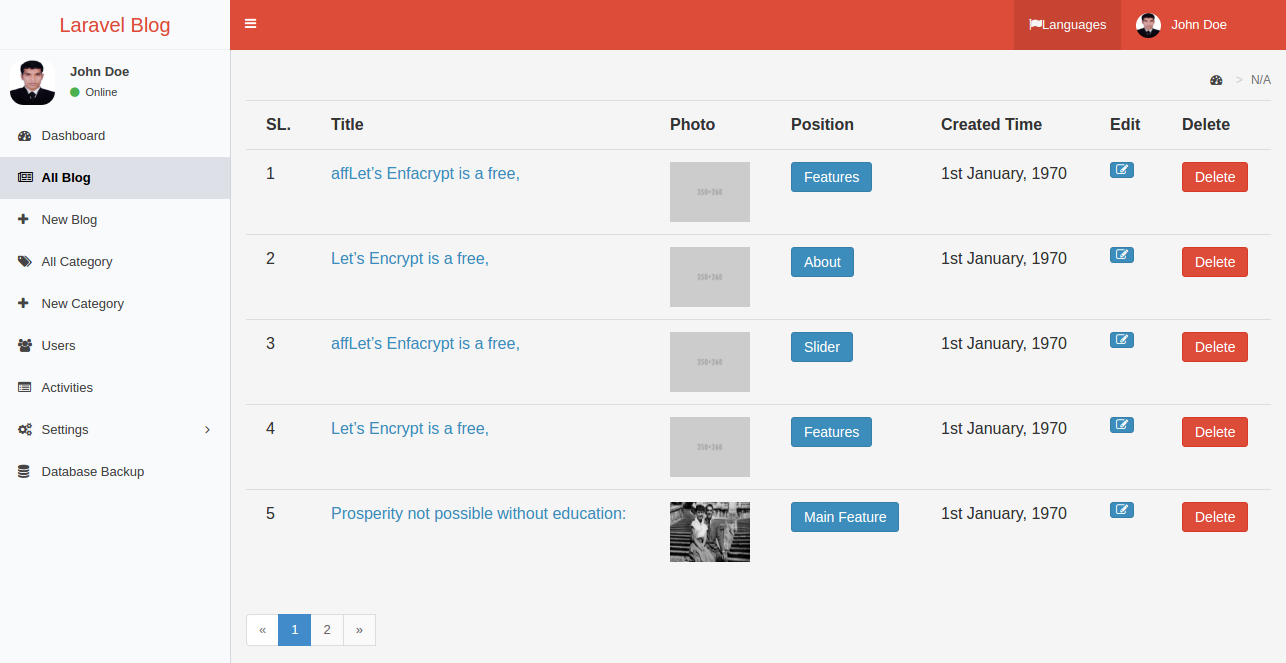 Laravel Blog
Languages
John Doe
John Doe
Online
Dashboard
All Blog
New Blog
All Category
New Category
Users
Activities
Settings
Database Backup
> N/A
SL. Title Photo Position Created Time Edit Delete
1 affLet’s Enfacrypt is a free, 350×260 Features 1st January, 1970 Delete
2 Let’s Encrypt is a free, 350×260 About 1st January, 1970 Delete
3 affLet’s Enfacrypt is a free, 350×260 Slider 1st January, 1970 Delete
4 Let’s Encrypt is a free, 350×260 Features 1st January, 1970 Delete
5 Prosperity not possible without education: Main Feature 1st January, 1970 Delete
« 1 2 »